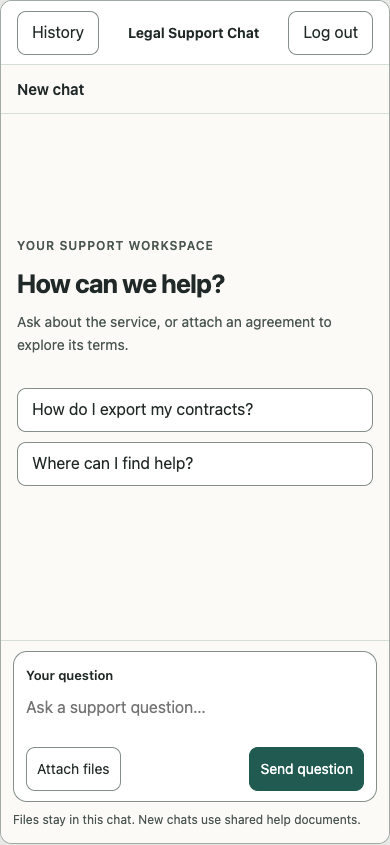 History
Legal Support Chat
Log out
New chat
YOUR SUPPORT WORKSPACE
How can we help?
Ask about the service, or attach an agreement to
explore its terms.
How do I export my contracts?
Where can I find help?
Your question
Ask a support question...
Attach files
Send question
Files stay in this chat. New chats use shared help documents.